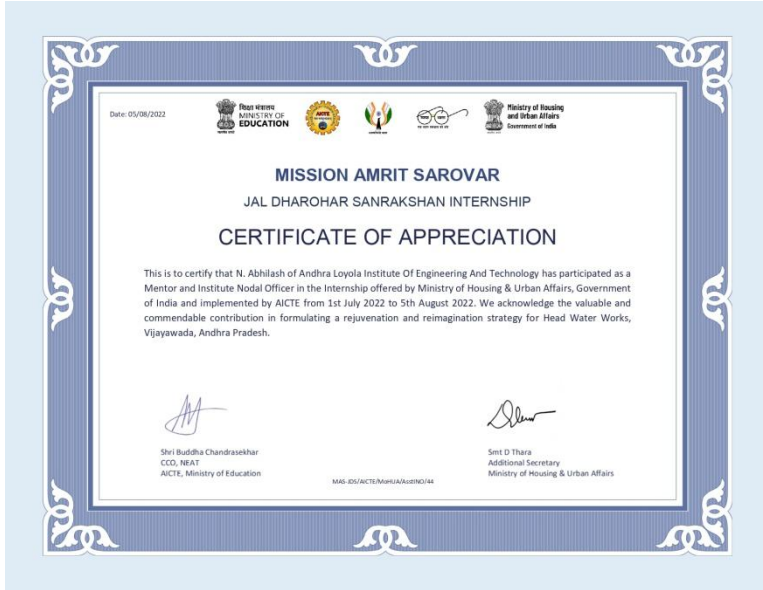 Date: 05/08/2022
शिक्षा मंत्रालय
MINISTRY OF
EDUCATION
AICTE
Ministry of Housing
and Urban Affairs
Government of India
MISSION AMRIT SAROVAR
JAL DHAROHAR SANRAKSHAN INTERNSHIP
CERTIFICATE OF APPRECIATION
This is to certify that N. Abhilash of Andhra Loyola Institute Of Engineering And Technology has participated as a
Mentor and Institute Nodal Officer in the Internship offered by Ministry of Housing & Urban Affairs, Government
of India and implemented by AICTE from 1st July 2022 to 5th August 2022. We acknowledge the valuable and
commendable contribution in formulating a rejuvenation and reimagination strategy for Head Water Works,
Vijayawada, Andhra Pradesh.
Shri Buddha Chandrasekhar
CCO, NEAT
AICTE, Ministry of Education
Smt D Thara
Additional Secretary
Ministry of Housing & Urban Affairs
MAS-JDS/AICTE/MoHUA/AsstINO/44